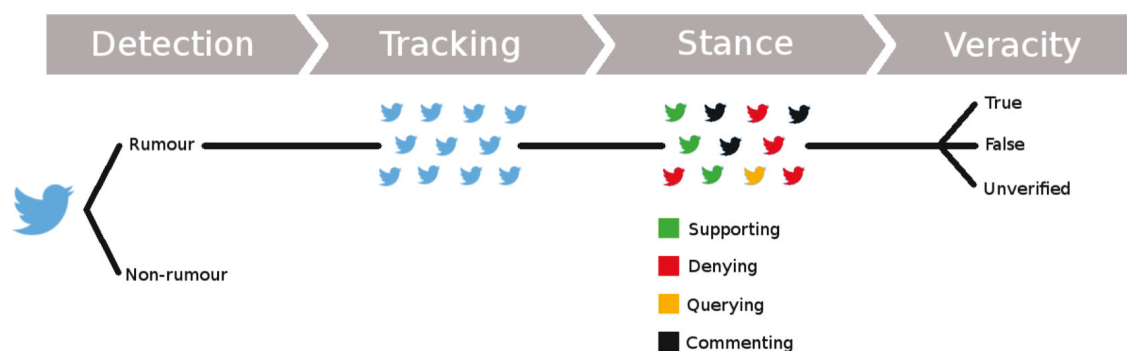 Detection
Tracking
Stance
Veracity
Rumour
Non-rumour
Supporting
Denying
Querying
Commenting
True
False
Unverified